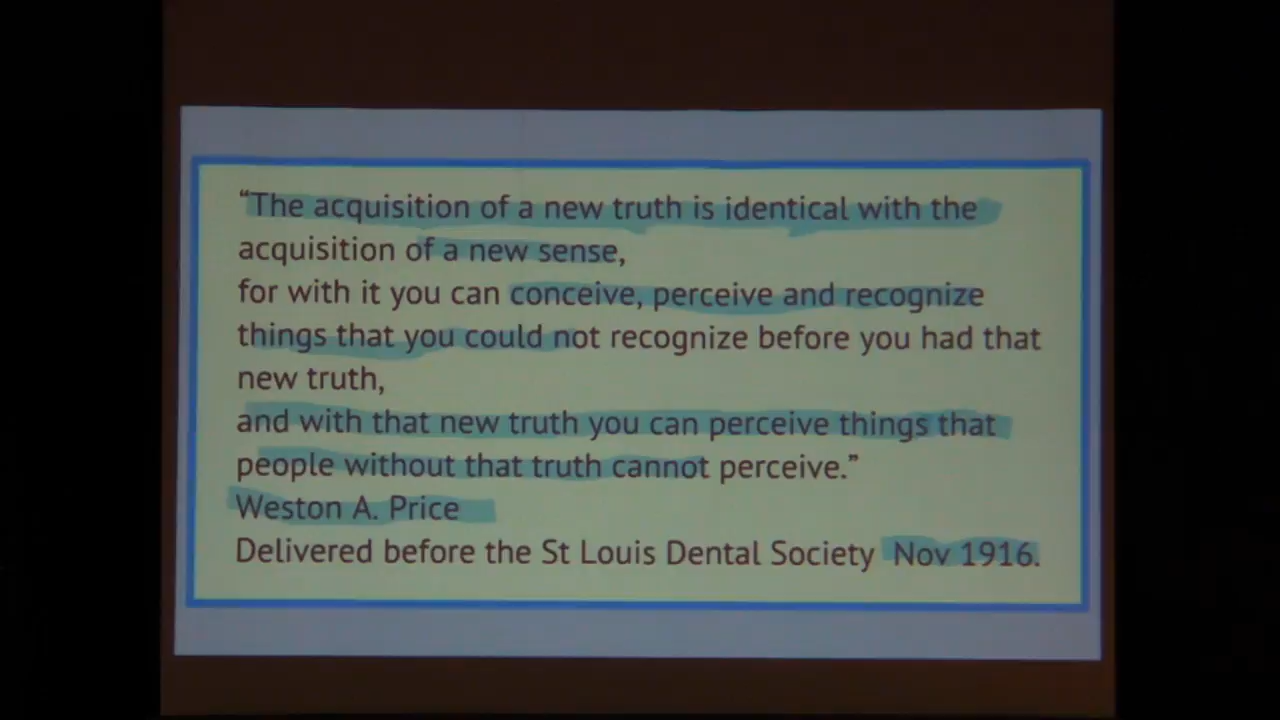 “The acquisition of a new truth is identical with the
acquisition of a new sense,
for with it you can conceive, perceive and recognize
things that you could not recognize before you had that
new truth,
and with that new truth you can perceive things that
people without that truth cannot perceive.”
Weston A. Price
Delivered before the St Louis Dental Society Nov 1916.